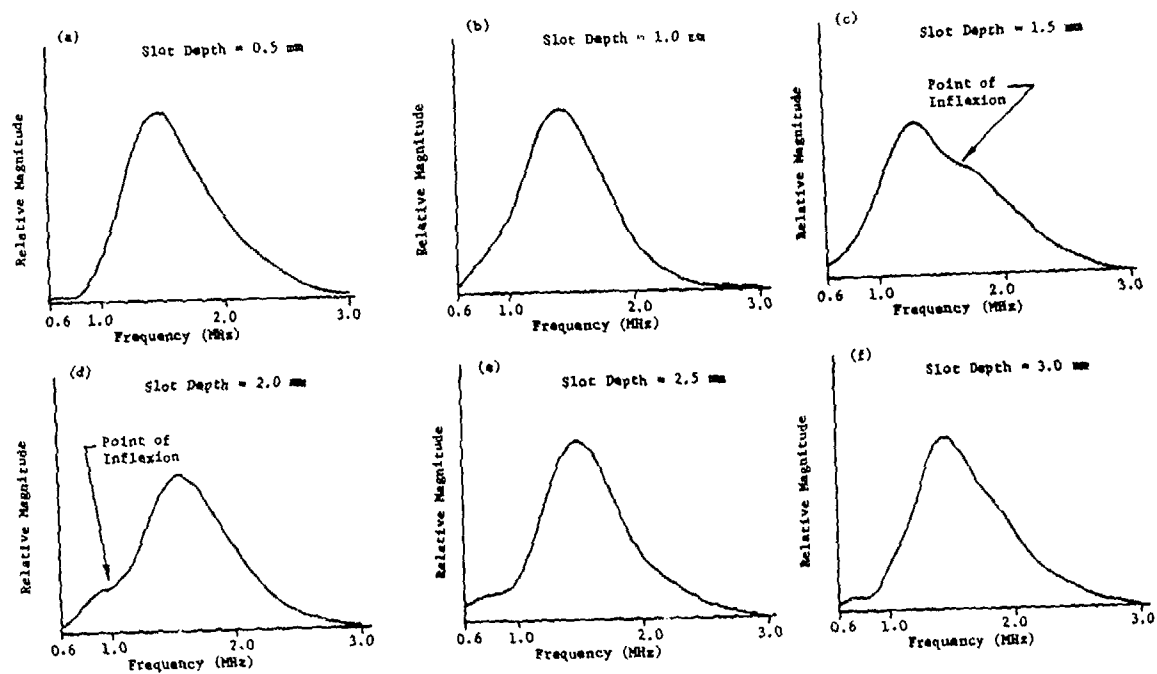 (a)
Slot Depth = 0.5 mm
Relative Magnitude
0.6 1.0 2.0 3.0
Frequency (MHz)
(b)
Slot Depth = 1.0 mm
Relative Magnitude
0.6 1.0 2.0 3.0
Frequency (MHz)
(c)
Slot Depth = 1.5 mm
Point of
Inflexion
Relative Magnitude
0.6 1.0 2.0 3.0
Frequency (MHz)
(d)
Slot Depth = 2.0 mm
Point of
Inflexion
Relative Magnitude
0.6 1.0 2.0 3.0
Frequency (MHz)
(e)
Slot Depth = 2.5 mm
Relative Magnitude
0.6 1.0 2.0 3.0
Frequency (MHz)
(f)
Slot Depth = 3.0 mm
Relative Magnitude
0.6 1.0 2.0 3.0
Frequency (MHz)